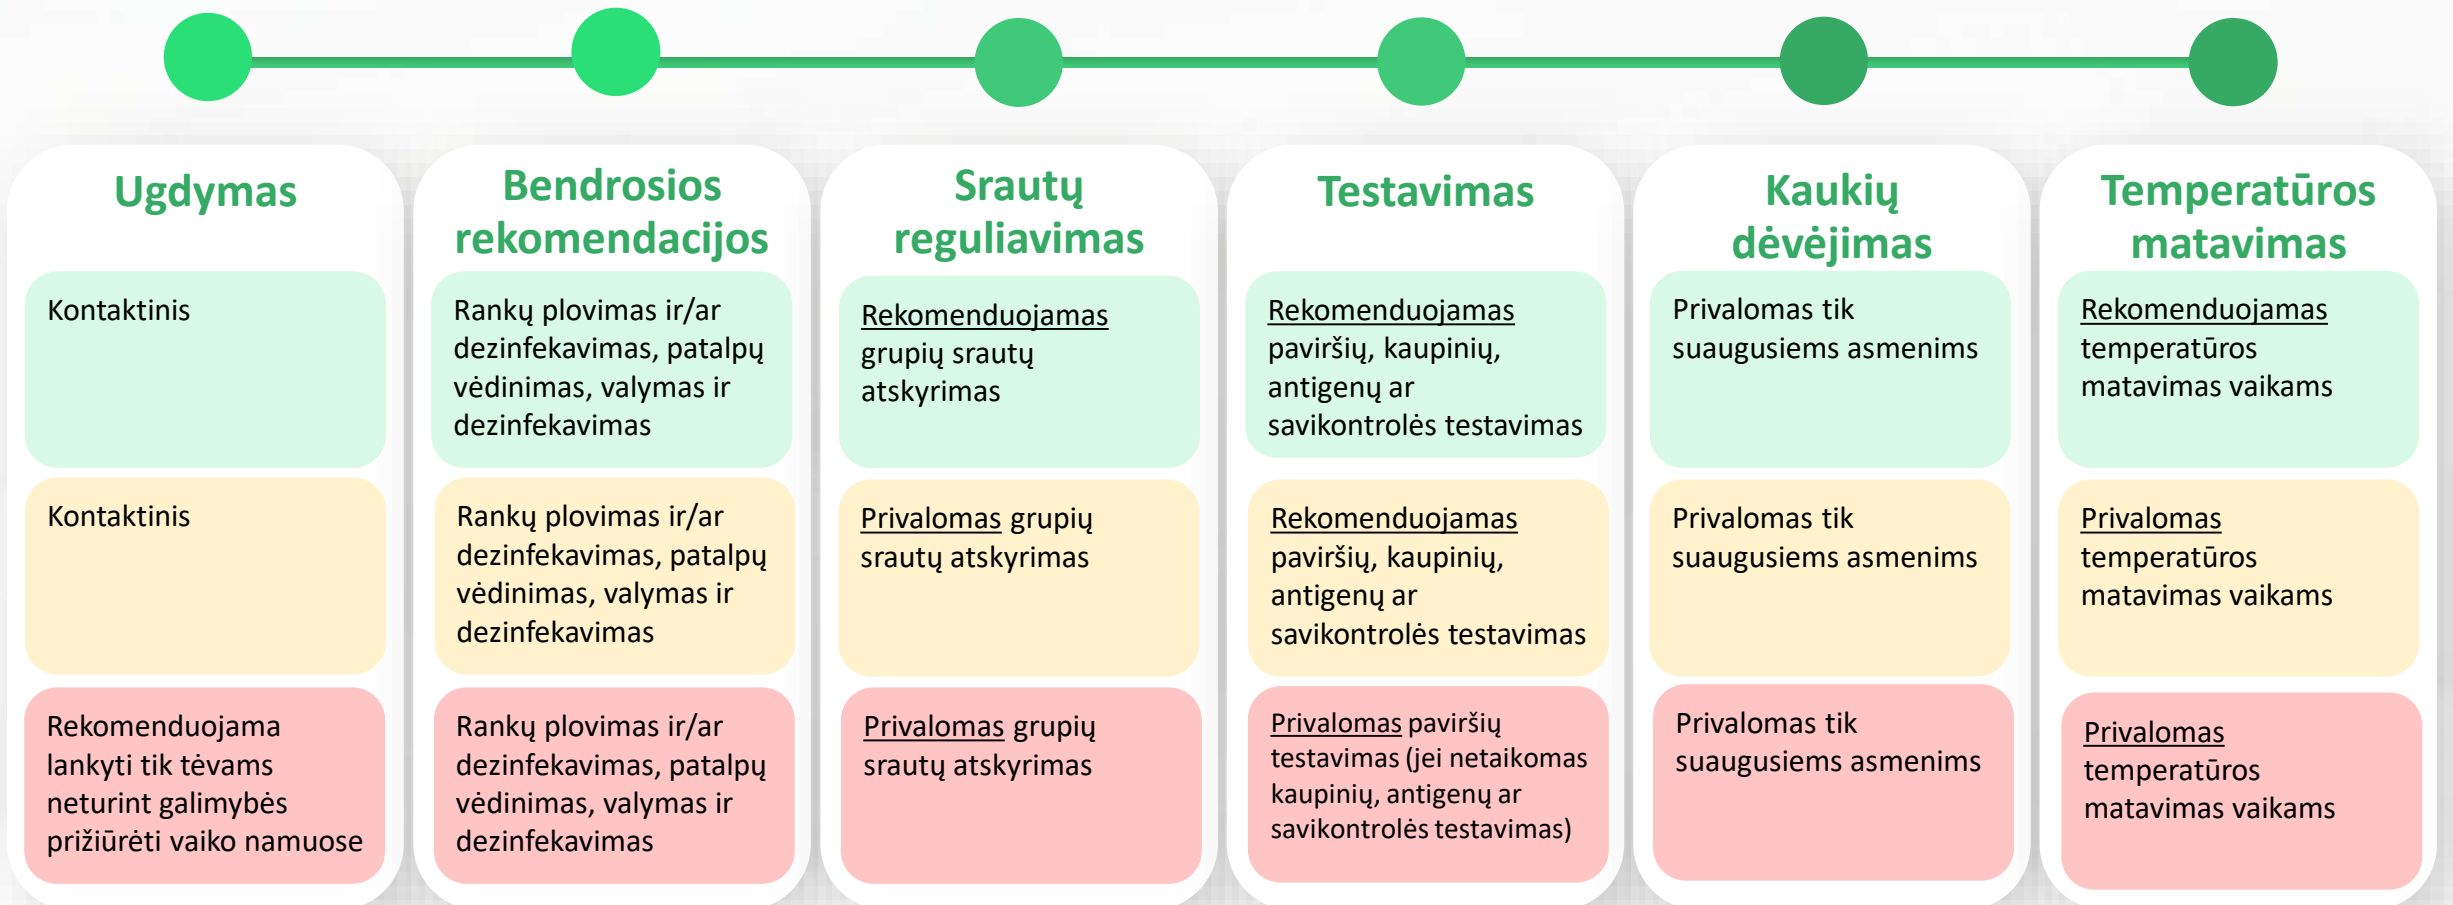 Ugdymas
Kontaktinis
Kontaktinis
Rekomenduojama
lankyti tik tėvams
neturint galimybės
prižiūrėti vaiko namuose
Bendrosios
rekomendacijos
Rankų plovimas ir/ar
dezinfekavimas, patalpų
vėdinimas, valymas ir
dezinfekavimas
Rankų plovimas ir/ar
dezinfekavimas, patalpų
vėdinimas, valymas ir
dezinfekavimas
Rankų plovimas ir/ar
dezinfekavimas, patalpų
vėdinimas, valymas ir
dezinfekavimas
Srautų
reguliavimas
Rekomenduojamas
grupių srautų
atskyrimas
Privalomas grupių
srautų atskyrimas
Privalomas grupių
srautų atskyrimas
Testavimas
Rekomenduojamas
paviršių, kaupinių,
antigenų ar
savikontrolės testavimas
Rekomenduojamas
paviršių, kaupinių,
antigenų ar
savikontrolės testavimas
Privalomas paviršių
testavimas (jei netaikomas
kaupinių, antigenų ar
savikontrolės testavimas)
Kaukių
dėvėjimas
Privalomas tik
suaugusiems asmenims
Privalomas tik
suaugusiems asmenims
Privalomas tik
suaugusiems asmenims
Temperatūros
matavimas
Rekomenduojamas
temperatūros
matavimas vaikams
Privalomas
temperatūros
matavimas vaikams
Privalomas
temperatūros
matavimas vaikams